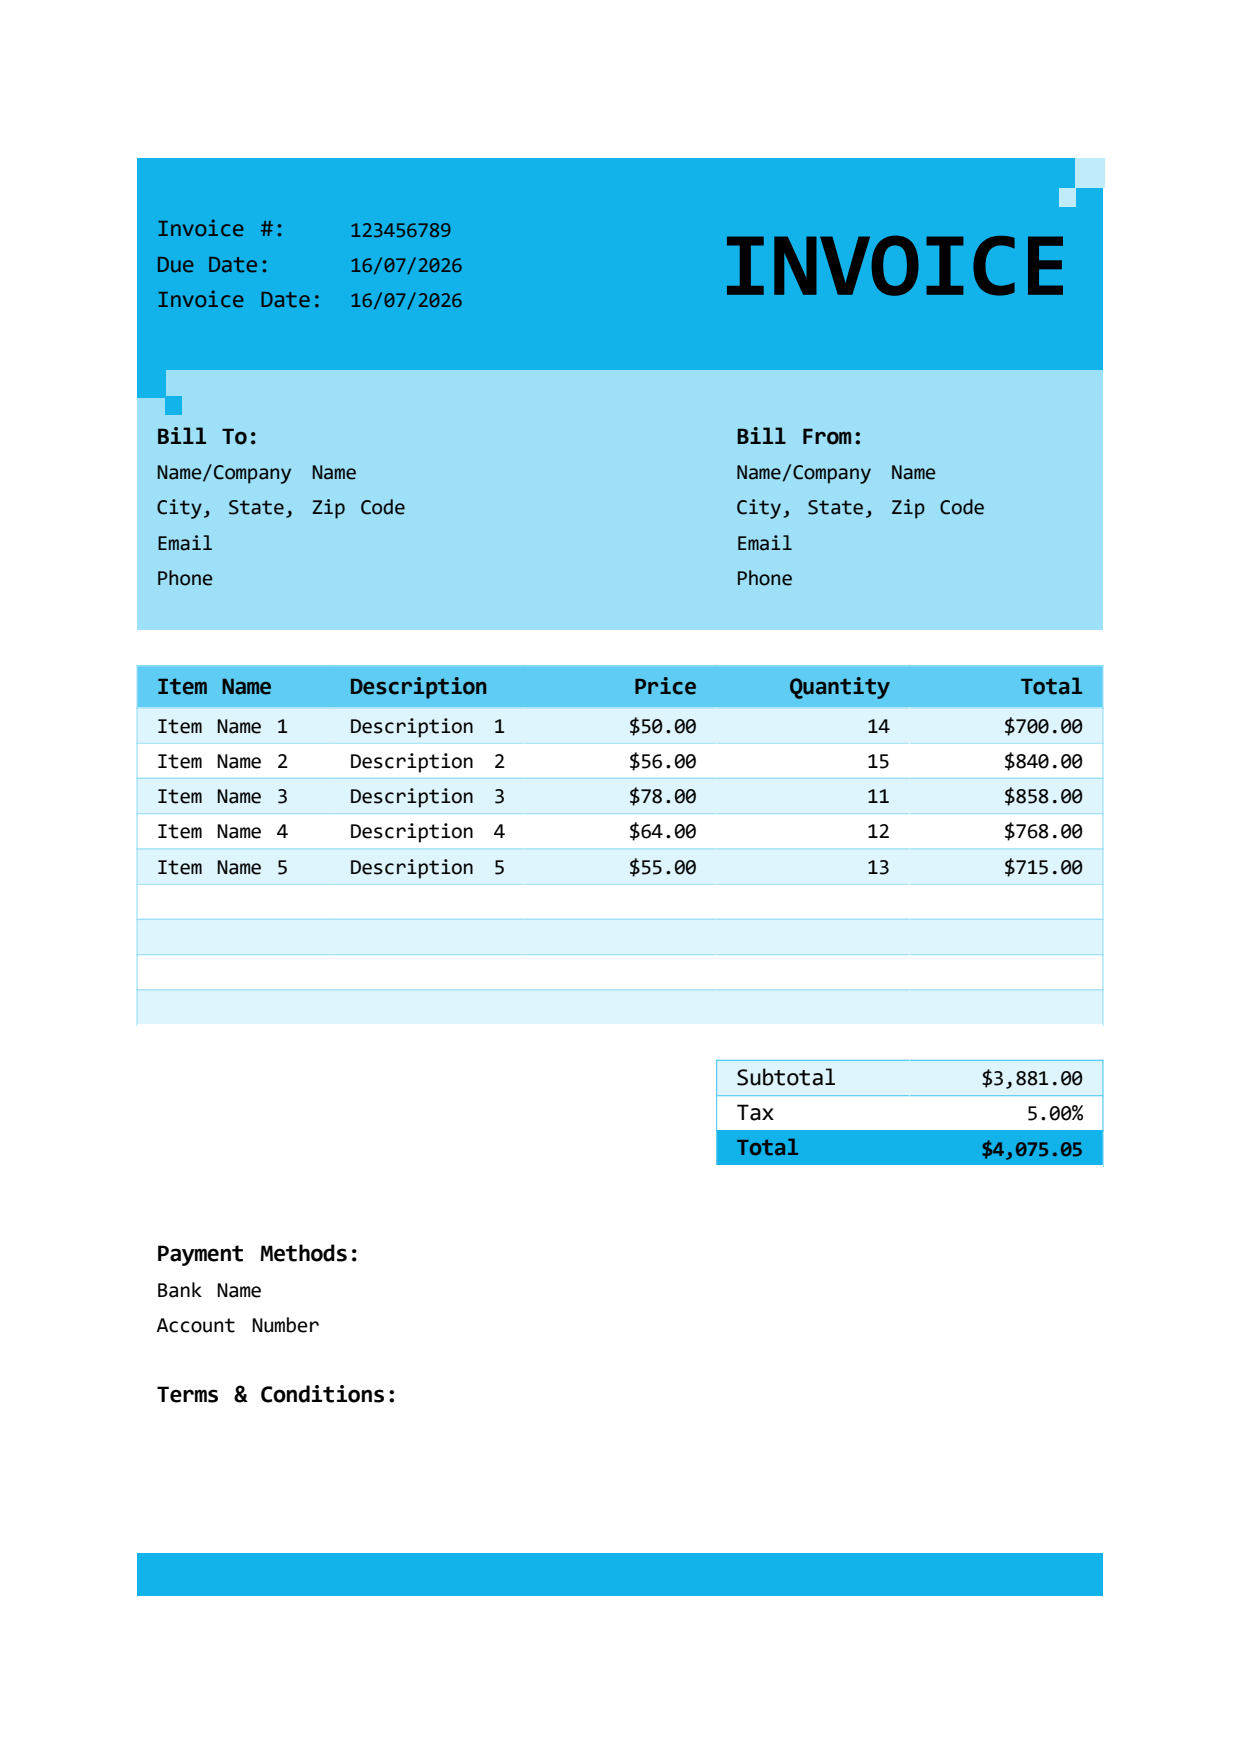 Invoice #: 123456789
Due Date: 16/07/2026
Invoice Date: 16/07/2026
INVOICE
Bill To:
Name/Company Name
City, State, Zip Code
Email
Phone
Bill From:
Name/Company Name
City, State, Zip Code
Email
Phone
Item Name Description Price Quantity Total
Item Name 1 Description 1 $50.00 14 $700.00
Item Name 2 Description 2 $56.00 15 $840.00
Item Name 3 Description 3 $78.00 11 $858.00
Item Name 4 Description 4 $64.00 12 $768.00
Item Name 5 Description 5 $55.00 13 $715.00
Subtotal $3,881.00
Tax 5.00%
Total $4,075.05
Payment Methods:
Bank Name
Account Number
Terms & Conditions: